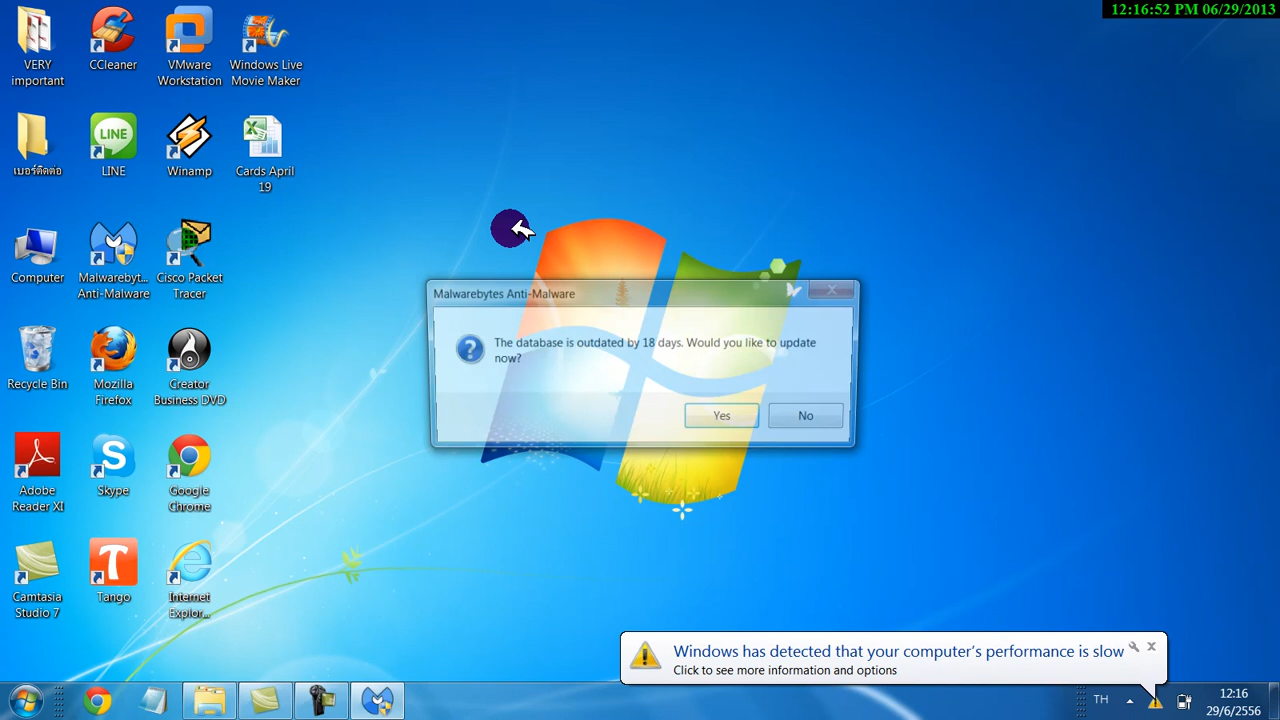 12:16:52 PM 06/29/2013
VERY
important
CCleaner
VMware
Workstation
Windows Live
Movie Maker
เบอร์ติดต่อ
LINE
LINE
Winamp
Cards April
19
Computer
Malwareby...
Anti-Malware
Cisco Packet
Tracer
Recycle Bin
Mozilla
Firefox
Creator
Business DVD
Adobe
Reader XI
Skype
Google
Chrome
Camtasia
Studio 7
Tango
Internet
Explor...
Malwarebytes Anti-Malware
The database is outdated by 18 days. Would you like to update
now?
Yes
No
Windows has detected that your computer's performance is slow
Click to see more information and options
TH
12:16
29/6/2556